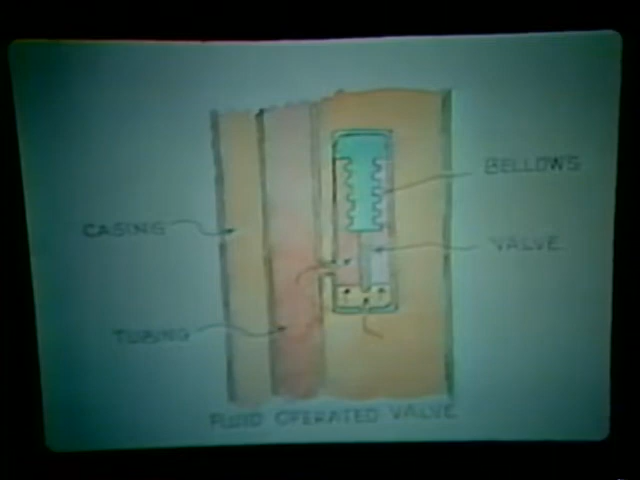 BELLOWS
CASING
VALVE
TUBING
FLUID OPERATED VALVE